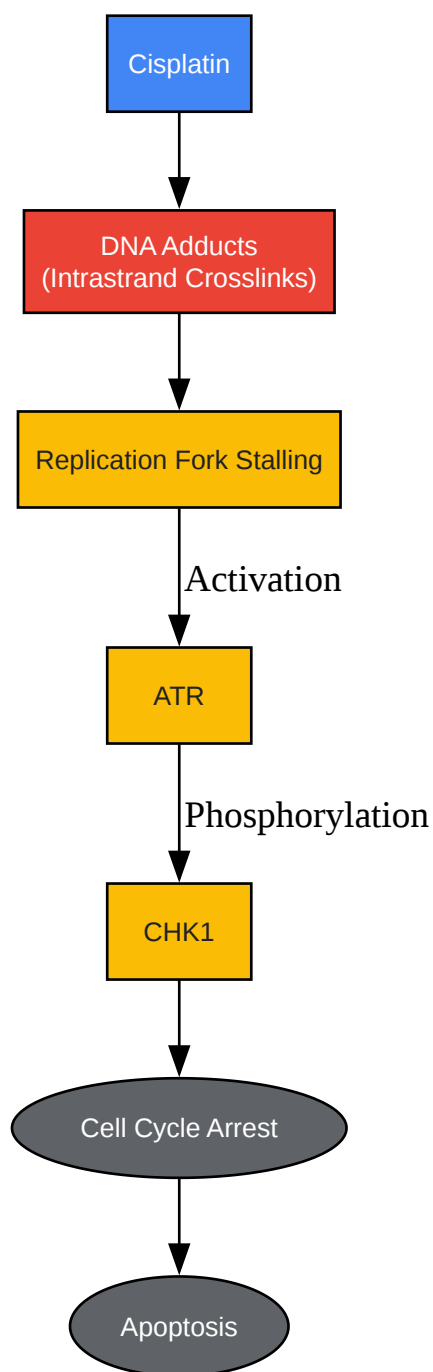 Cisplatin
DNA Adducts
(Intrastrand Crosslinks)
Replication Fork Stalling
Activation
ATR
Phosphorylation
CHK1
Cell Cycle Arrest
Apoptosis